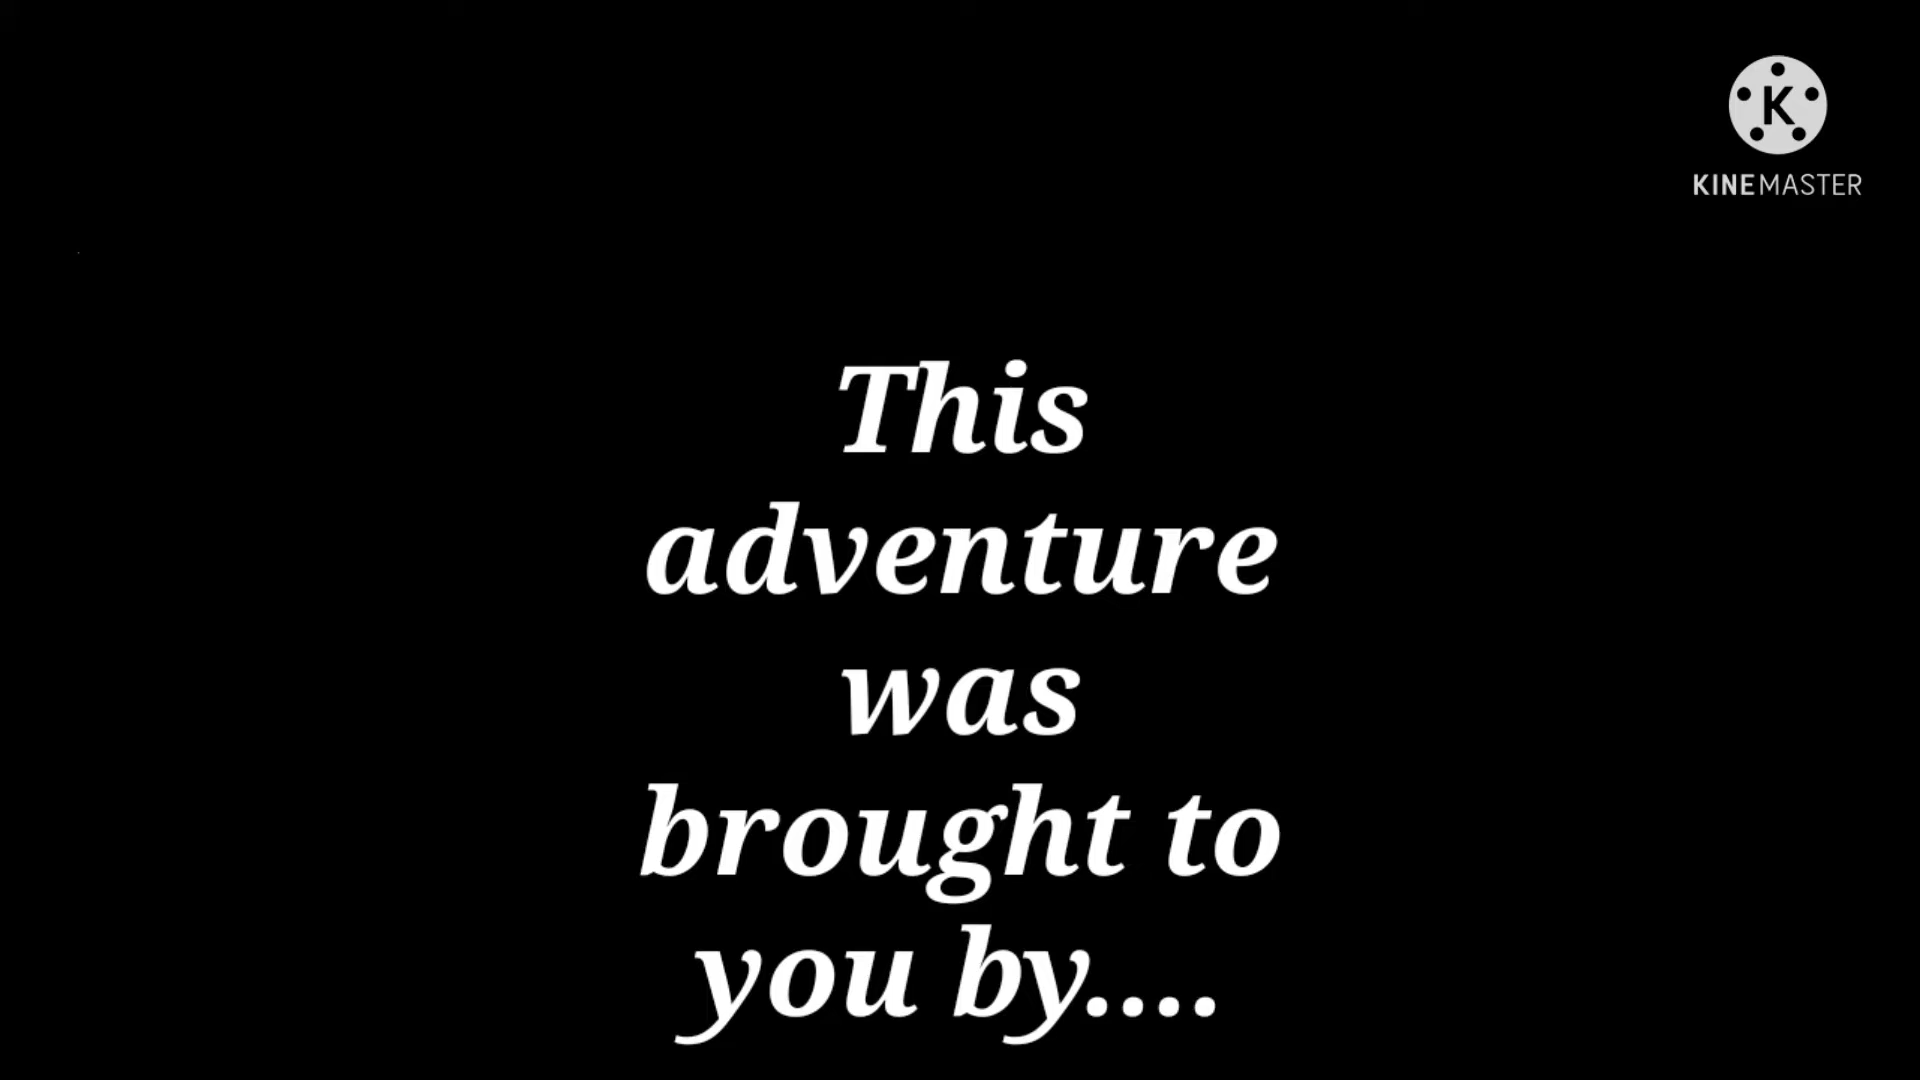 K
KINEMASTER
This
adventure
was
brought to
you by....